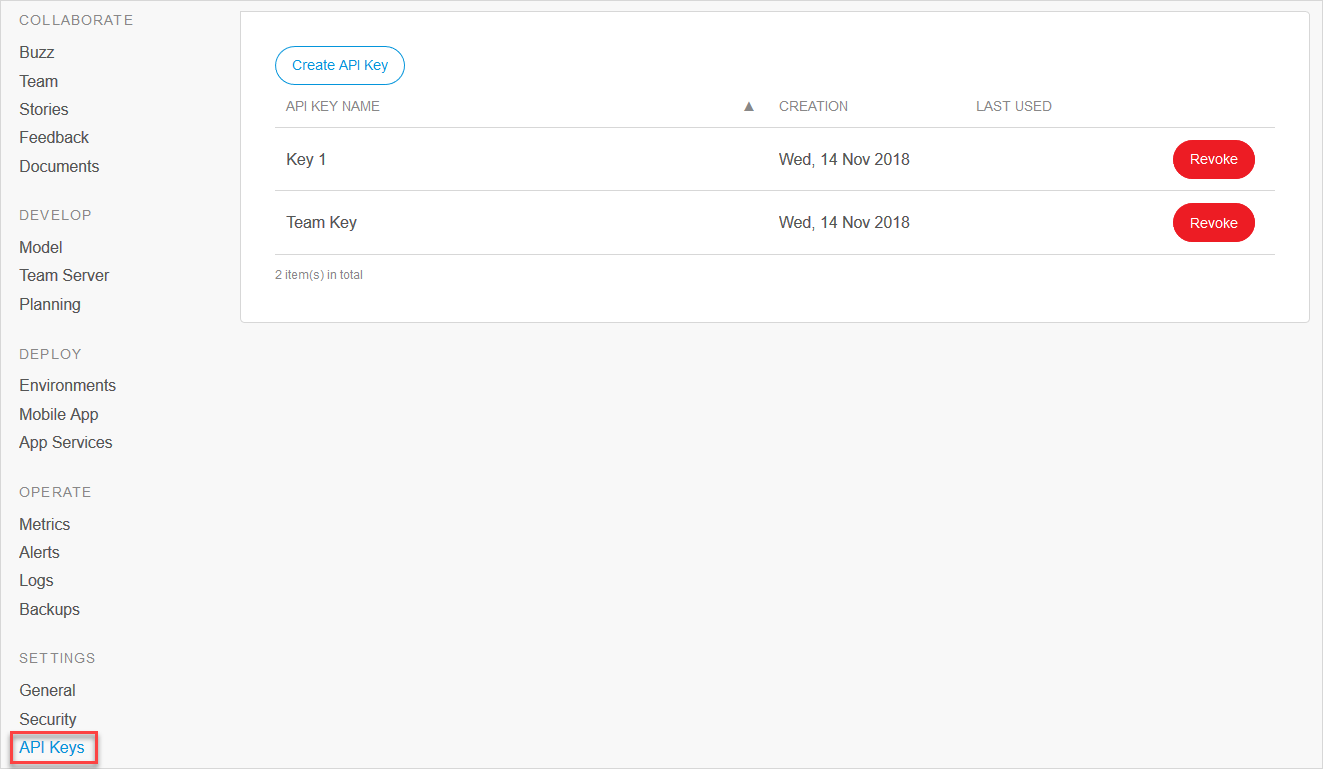 COLLABORATE
Buzz
Team
Stories
Feedback
Documents
DEVELOP
Model
Team Server
Planning
DEPLOY
Environments
Mobile App
App Services
OPERATE
Metrics
Alerts
Logs
Backups
SETTINGS
General
Security
API Keys
Create API Key
API KEY NAME ▲ CREATION LAST USED
Key 1 Wed, 14 Nov 2018 Revoke
Team Key Wed, 14 Nov 2018 Revoke
2 item(s) in total